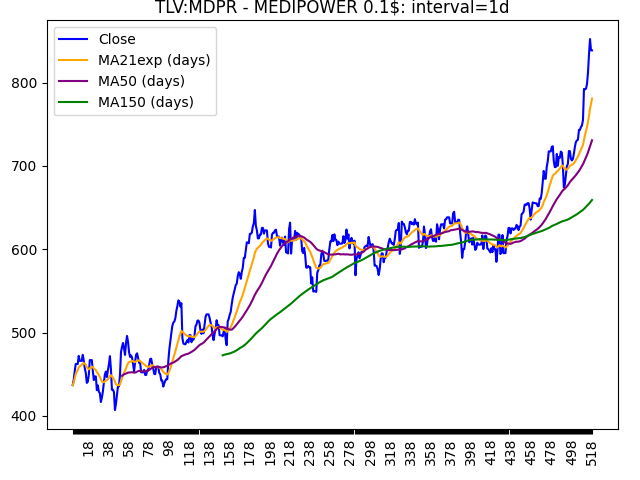 TLV:MDPR - MEDIPOWER 0.1$: interval=1d
Close
MA21exp (days)
MA50 (days)
MA150 (days)
800
700
600
500
400
18 38 58 78 98 118 138 158 178 198 218 238 258 278 298 318 338 358 378 398 418 438 458 478 498 518